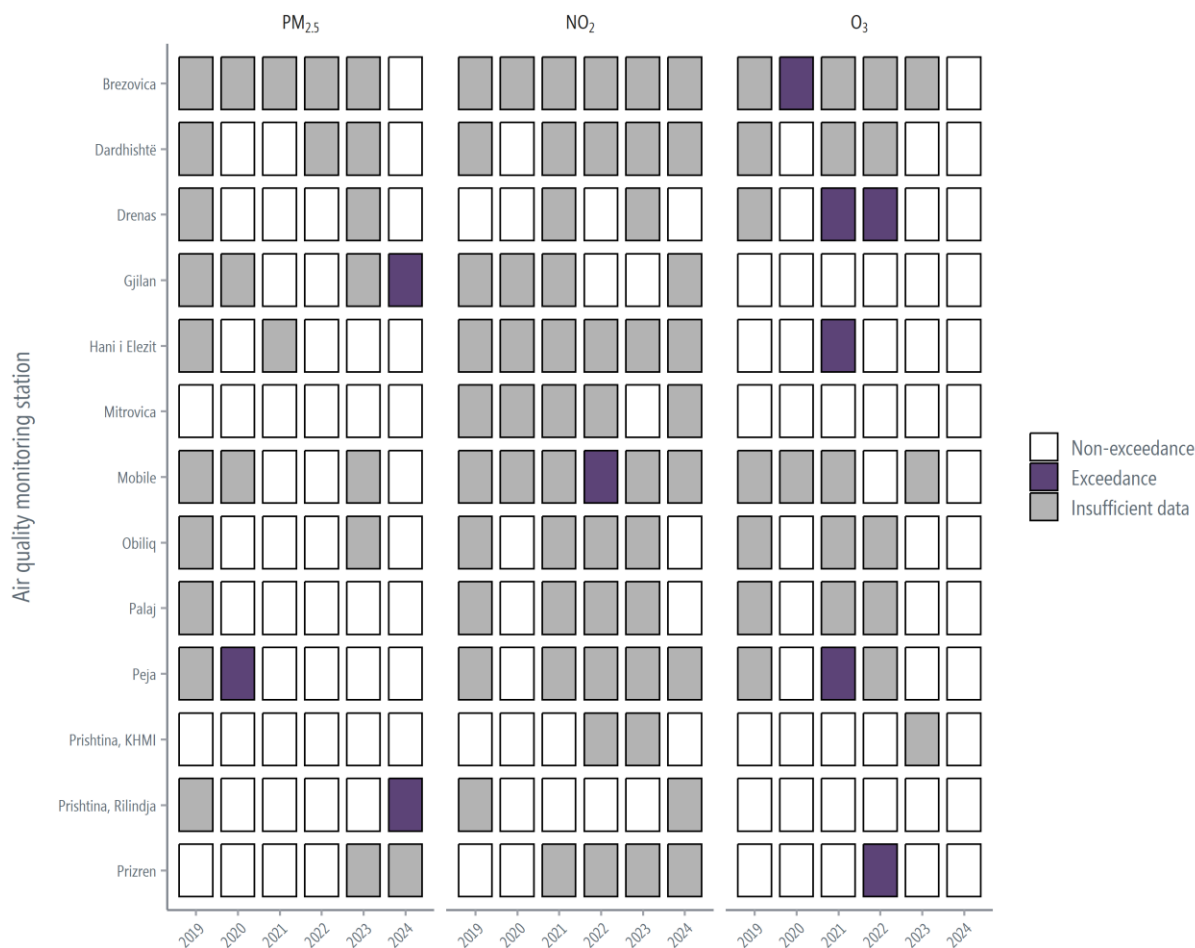 PM2.5 NO2 O3
Air quality monitoring station
Brezovica
Dardhishtë
Drenas
Gjilan
Hani i Elezit
Mitrovica
Mobile
Obiliq
Palaj
Peja
Prishtina, KHMI
Prishtina, Rilindja
Prizren
2019 2020 2021 2022 2023 2024 2019 2020 2021 2022 2023 2024 2019 2020 2021 2022 2023 2024
Non-exceedance
Exceedance
Insufficient data